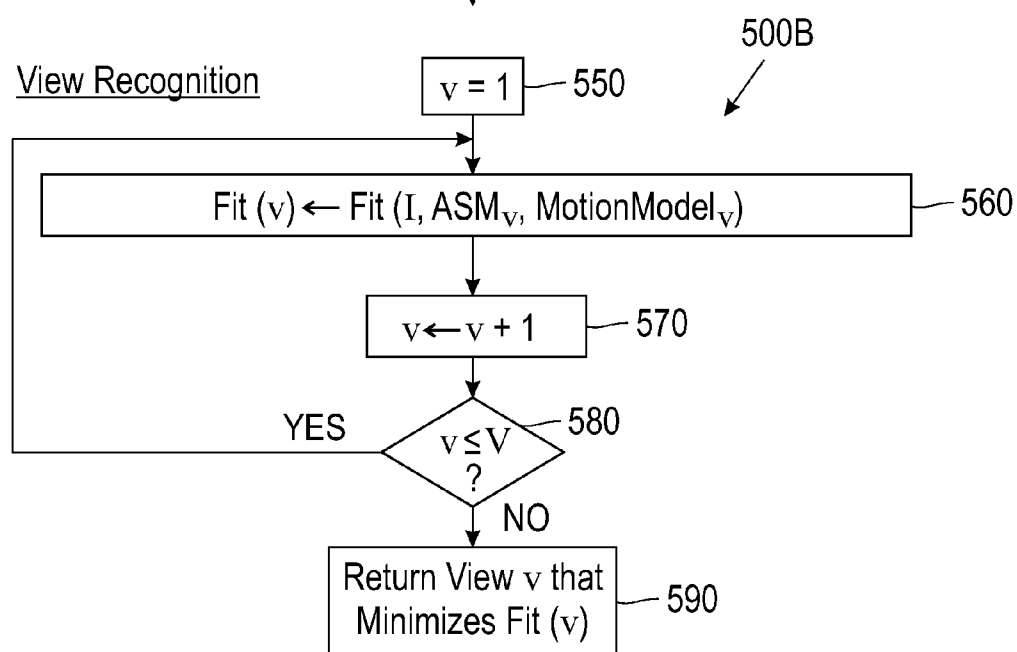 500B
View Recognition
v = 1
550
Fit (v) ← Fit (I, ASMᵥ, MotionModelᵥ)
560
v ← v + 1
570
YES
v ≤ V
?
580
NO
Return View v that
Minimizes Fit (v)
590